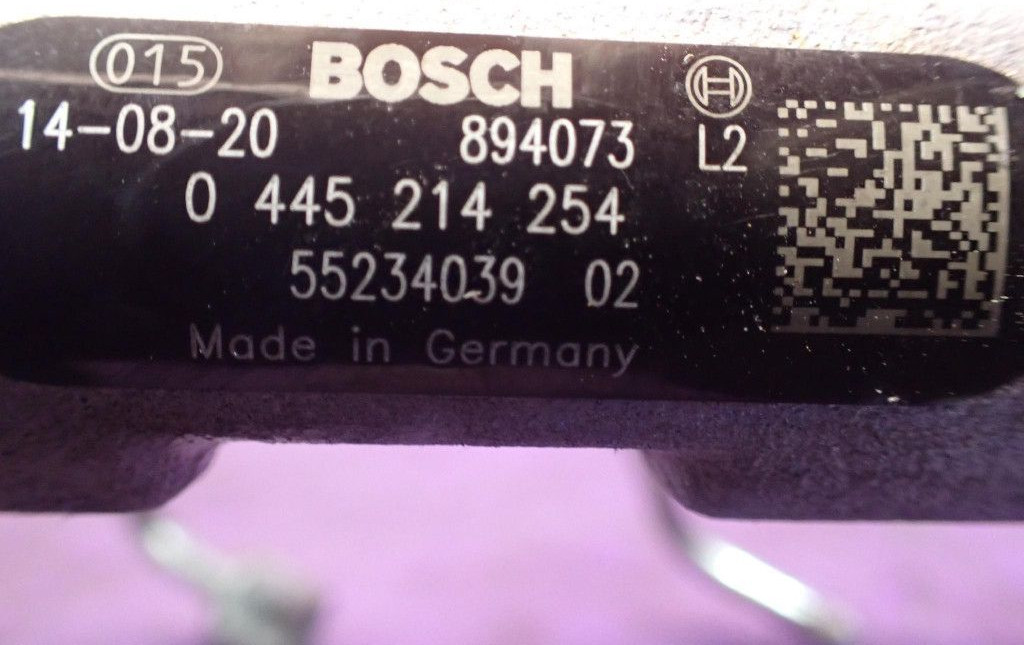 015 BOSCH
14-08-20 894073 L2
0 445 214 254
55234039 02
Made in Germany